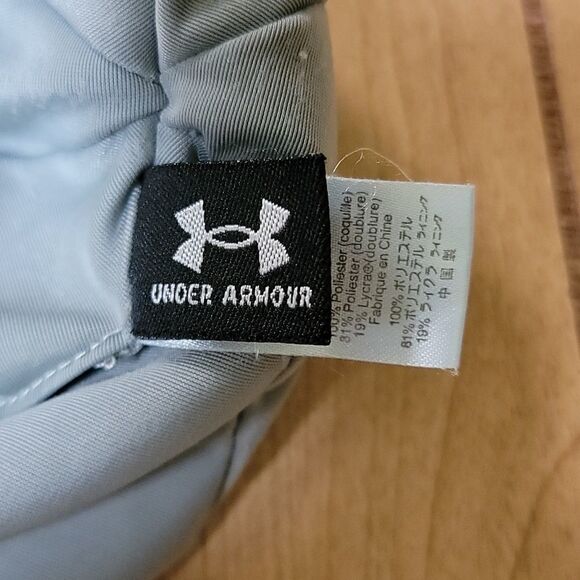 UNDER ARMOUR
100% Poliester (coquille)
81% Poliester (doublure)
19% Lycra®(doublure)
Fabriqué en Chine
100% ポリエステル
81% ポリエステル ライニング
19% ライクラ ライニング
中国製